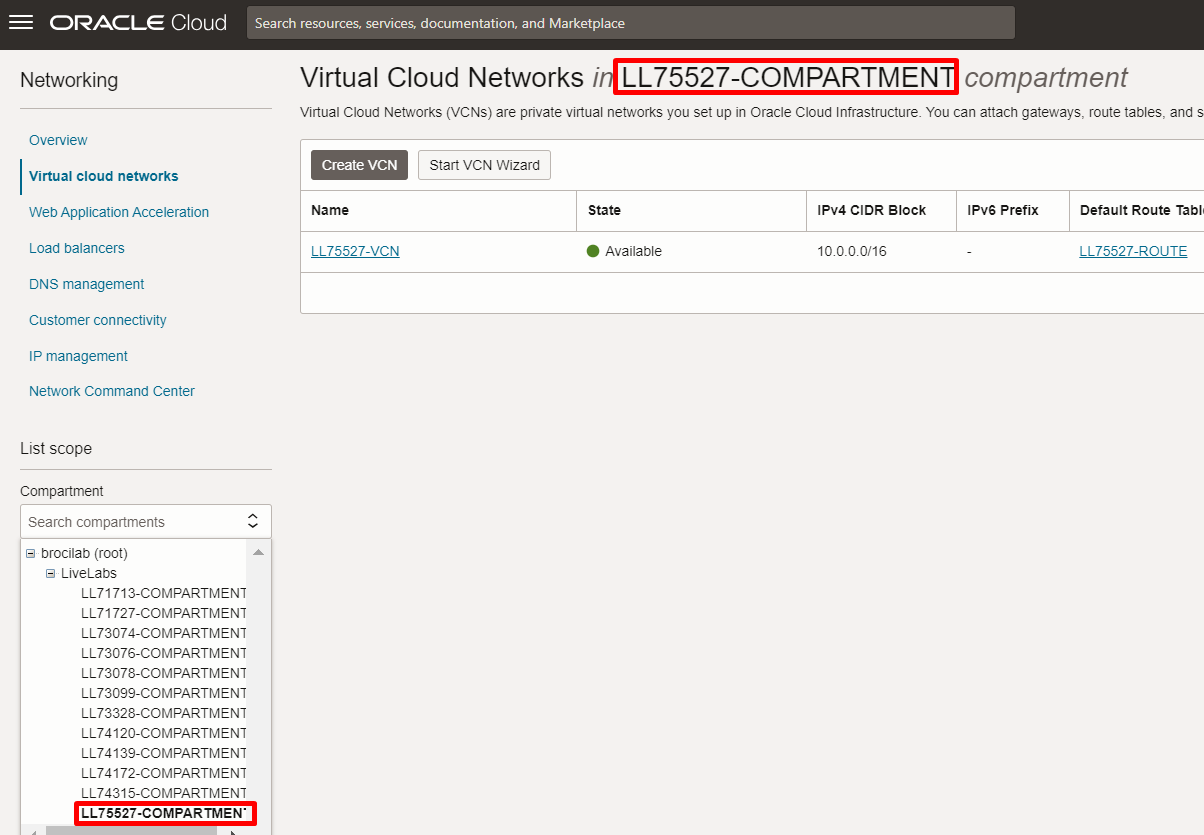 ORACLE Cloud
Search resources, services, documentation, and Marketplace
Networking
Overview
Virtual cloud networks
Web Application Acceleration
Load balancers
DNS management
Customer connectivity
IP management
Network Command Center
List scope
Compartment
Search compartments
brocilab (root)
LiveLabs
LL71713-COMPARTMENT
LL71727-COMPARTMENT
LL73074-COMPARTMENT
LL73076-COMPARTMENT
LL73078-COMPARTMENT
LL73099-COMPARTMENT
LL73328-COMPARTMENT
LL74120-COMPARTMENT
LL74139-COMPARTMENT
LL74172-COMPARTMENT
LL74315-COMPARTMENT
LL75527-COMPARTMENT
Virtual Cloud Networks in LL75527-COMPARTMENT compartment
Virtual Cloud Networks (VCNs) are private virtual networks you set up in Oracle Cloud Infrastructure. You can attach gateways, route tables, and s
Create VCN Start VCN Wizard
Name State IPv4 CIDR Block IPv6 Prefix Default Route Table
LL75527-VCN Available 10.0.0.0/16 - LL75527-ROUTE